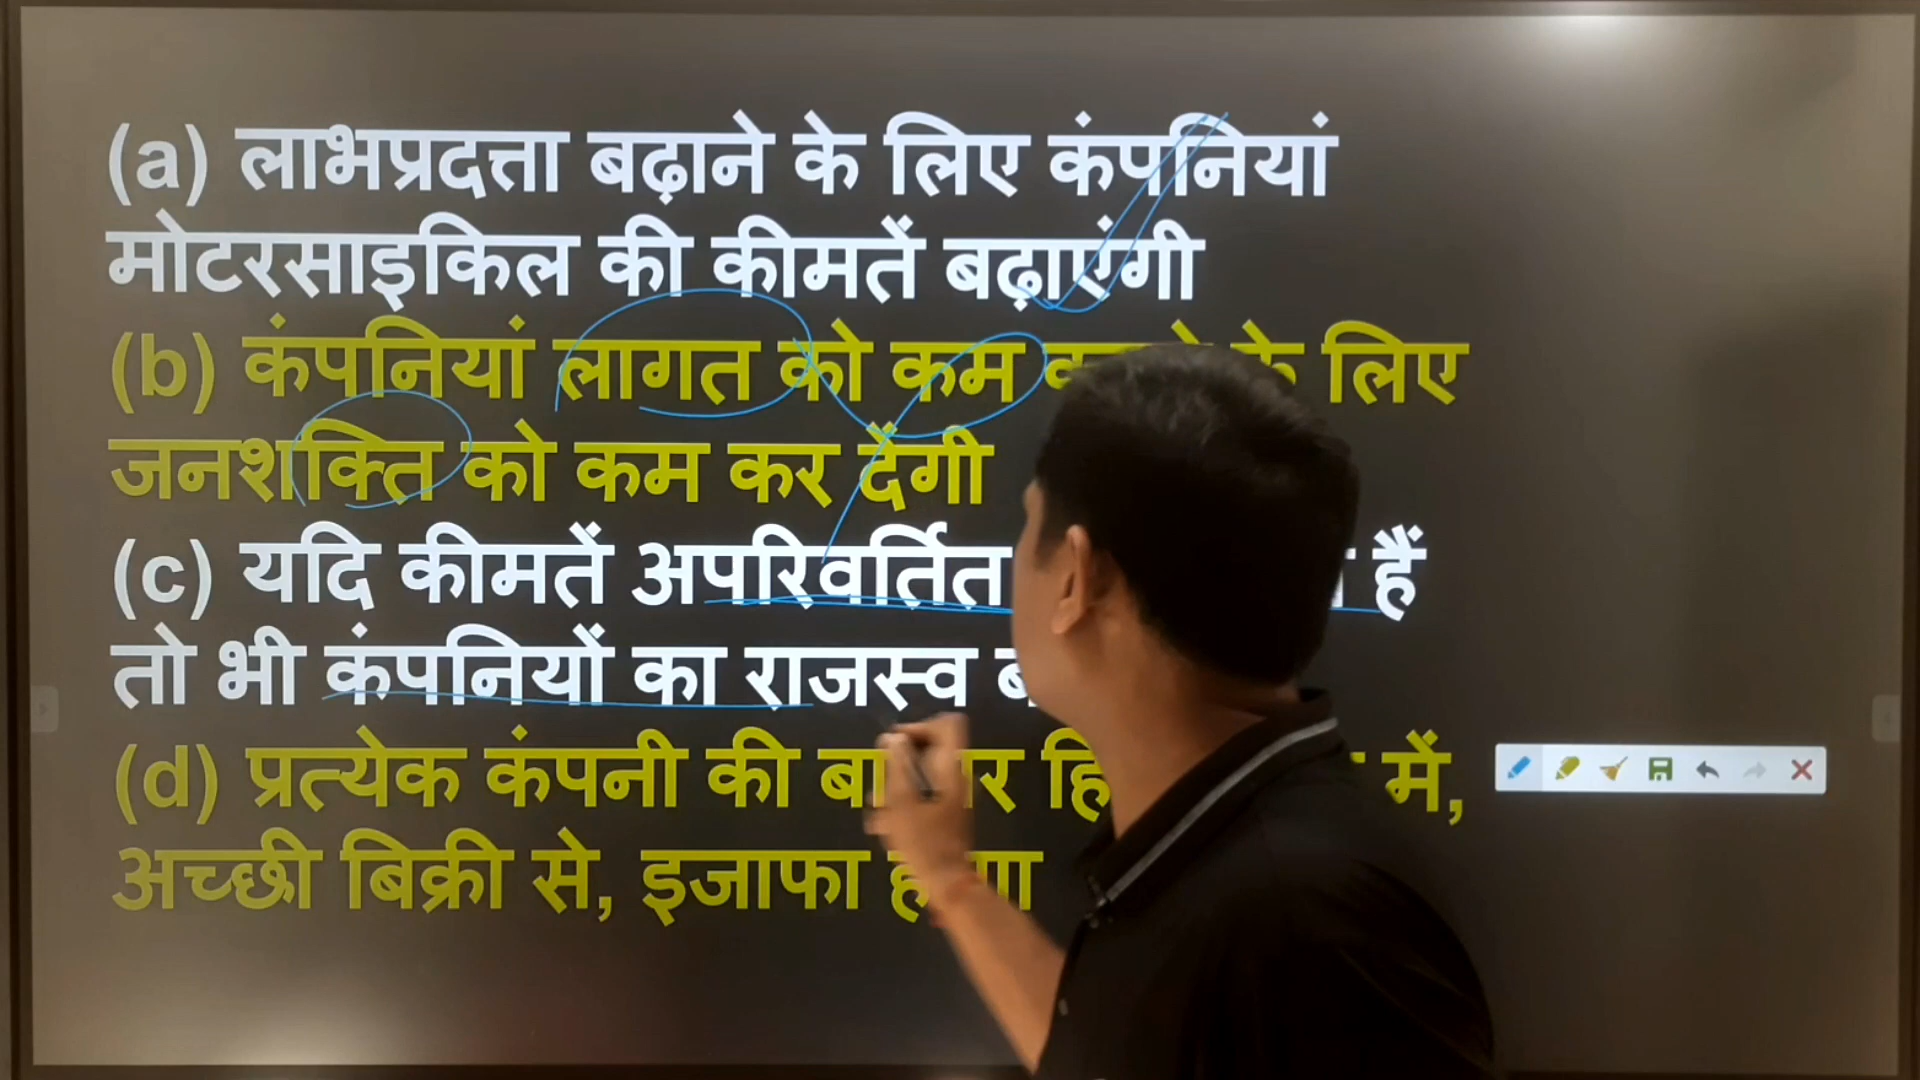 (a) लाभप्रदत्ता बढ़ाने के लिए कंपनियां
मोटरसाइकिल की कीमतें बढ़ाएंगी
(b) कंपनियां लागत को कम के लिए
जनशक्ति को कम कर देंगी
(c) यदि कीमतें अपरिवर्तित हैं
तो भी कंपनियों का राजस्व
(d) प्रत्येक कंपनी की में,
अच्छी बिक्री से, इजाफा